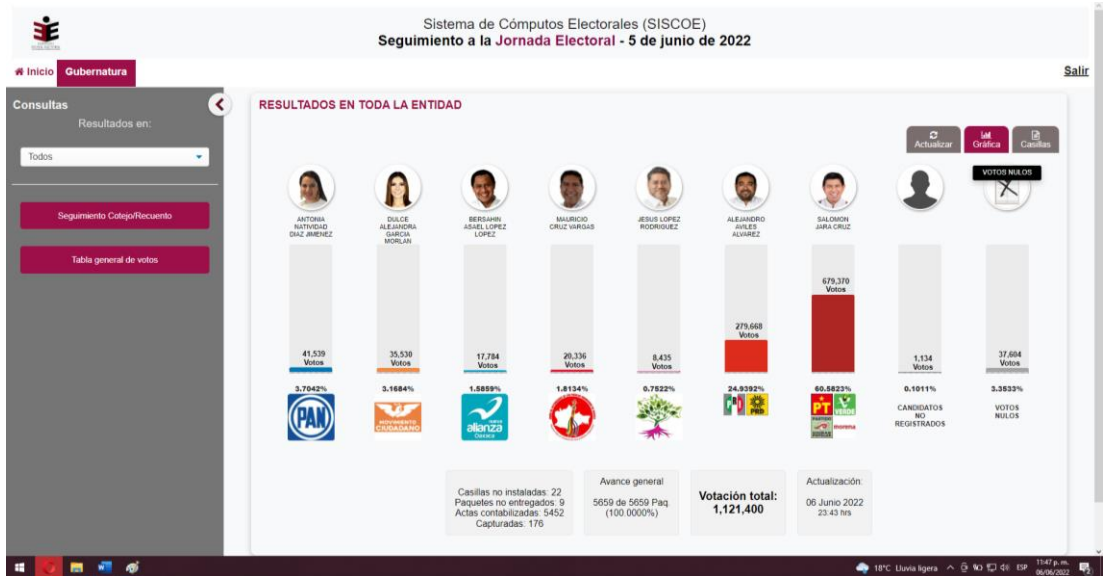 Sistema de Cómputos Electorales (SISCOE)
Seguimiento a la Jornada Electoral - 5 de junio de 2022
Inicio
Gubernatura
Salir
Consultas
Resultados en:
Todos
Seguimiento Cotejo/Recuento
Tabla general de votos
RESULTADOS EN TODA LA ENTIDAD
Actualizar
Gráfica
Casillas
VOTOS NULOS
ANTONIA
NATIVIDAD
DIAZ JIMENEZ
DULCE
ALEJANDRA
GARCIA
MORLAN
BERSAHIN
ASAEL LOPEZ
LOPEZ
MAURICIO
CRUZ VARGAS
JESUS LOPEZ
RODRIGUEZ
ALEJANDRO
AVILES
ALVAREZ
SALOMON
JARA CRUZ
41,539
Votos
35,530
Votos
17,784
Votos
20,336
Votos
8,435
Votos
279,668
Votos
679,370
Votos
1,134
Votos
37,604
Votos
3.7042%
3.1684%
1.5859%
1.8134%
0.7522%
24.9392%
60.5823%
0.1011%
3.3533%
PAN
MOVIMIENTO
CIUDADANO
nueva
alianza
Oaxaca
PRD
PT
VERDE
morena
CANDIDATOS
NO
REGISTRADOS
VOTOS
NULOS
Casillas no instaladas: 22
Paquetes no entregados: 9
Actas contabilizadas: 5452
Capturadas: 176
Avance general
5659 de 5659 Paq.
(100.0000%)
Votación total:
1,121,400
Actualización:
06 Junio 2022
23:43 hrs
18°C Lluvia ligera
ESP
11:47 p. m.
06/06/2022